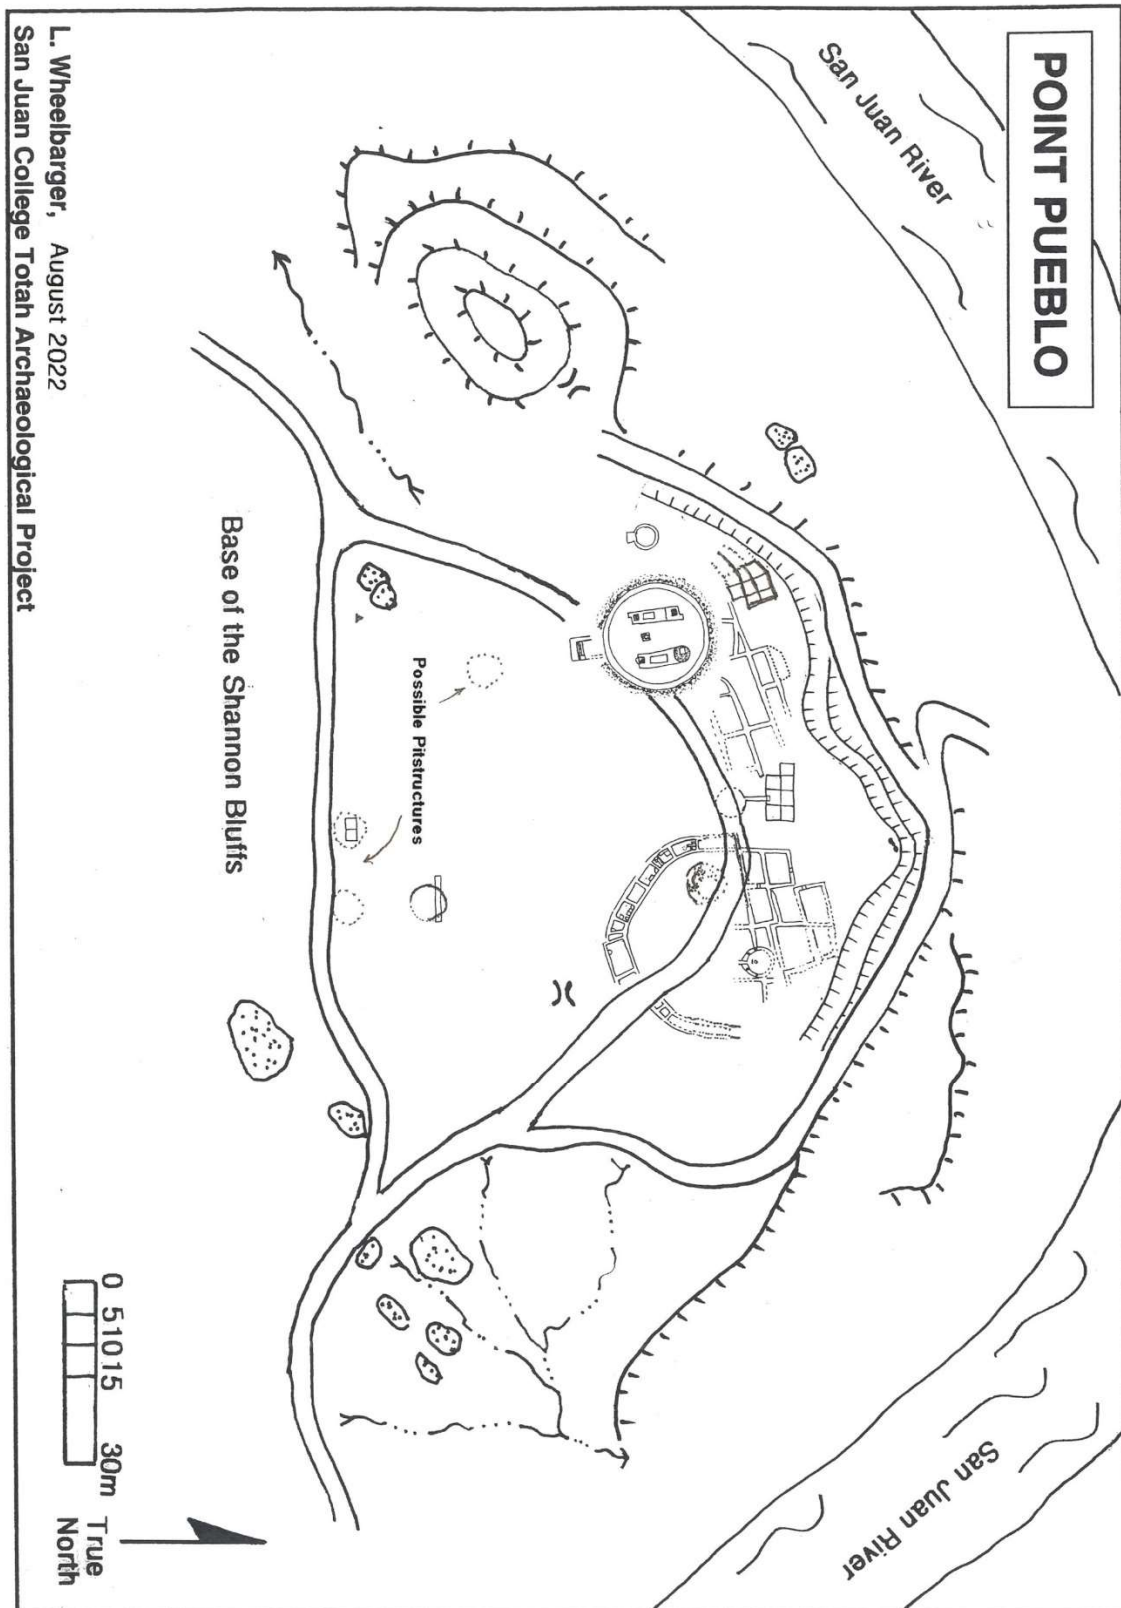 POINT PUEBLO
San Juan River
San Juan River
Possible Pitstructures
Base of the Shannon Bluffs
L. Wheelbarger, August 2022
San Juan College Totah Archaeological Project
0 5 10 15 30m
True
North